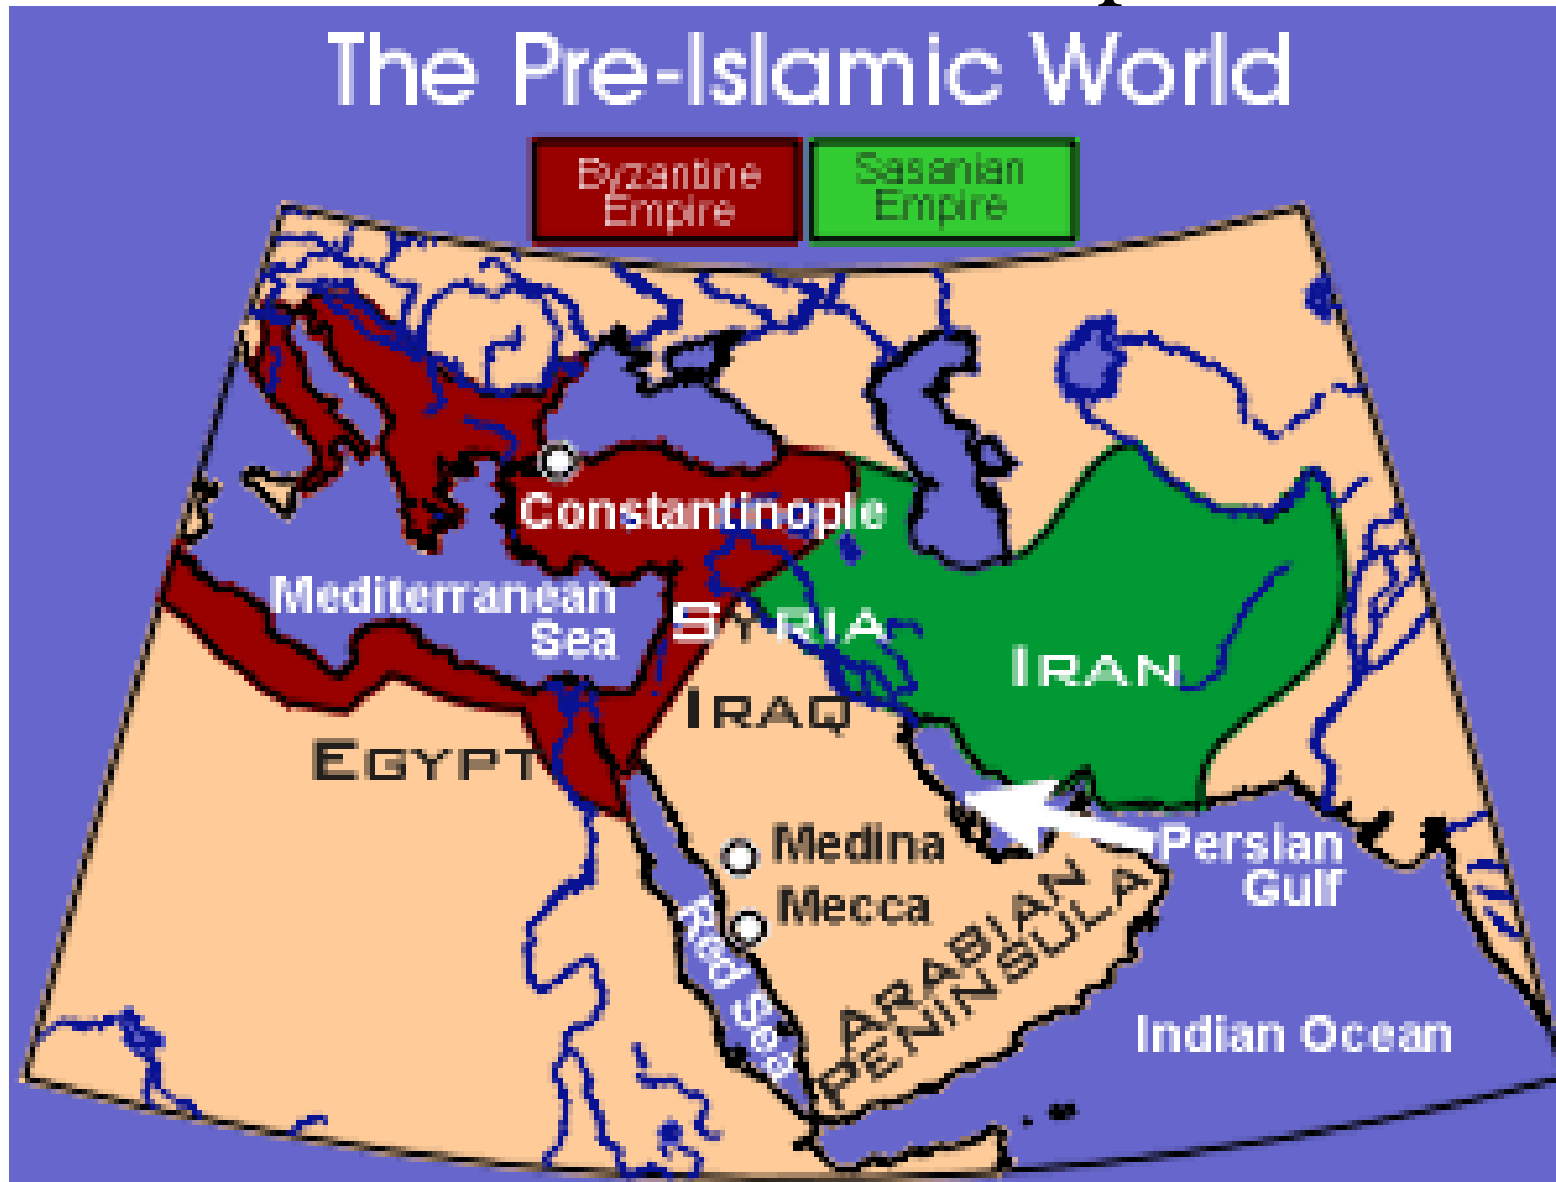 The Pre-Islamic World
Byzantine
Empire
Sasanian
Empire
Constantinople
Mediterranean
Sea
SYRIA
IRAN
IRAQ
EGYPT
Medina
Mecca
Persian
Gulf
Red Sea
ARABIAN
PENINSULA
Indian Ocean